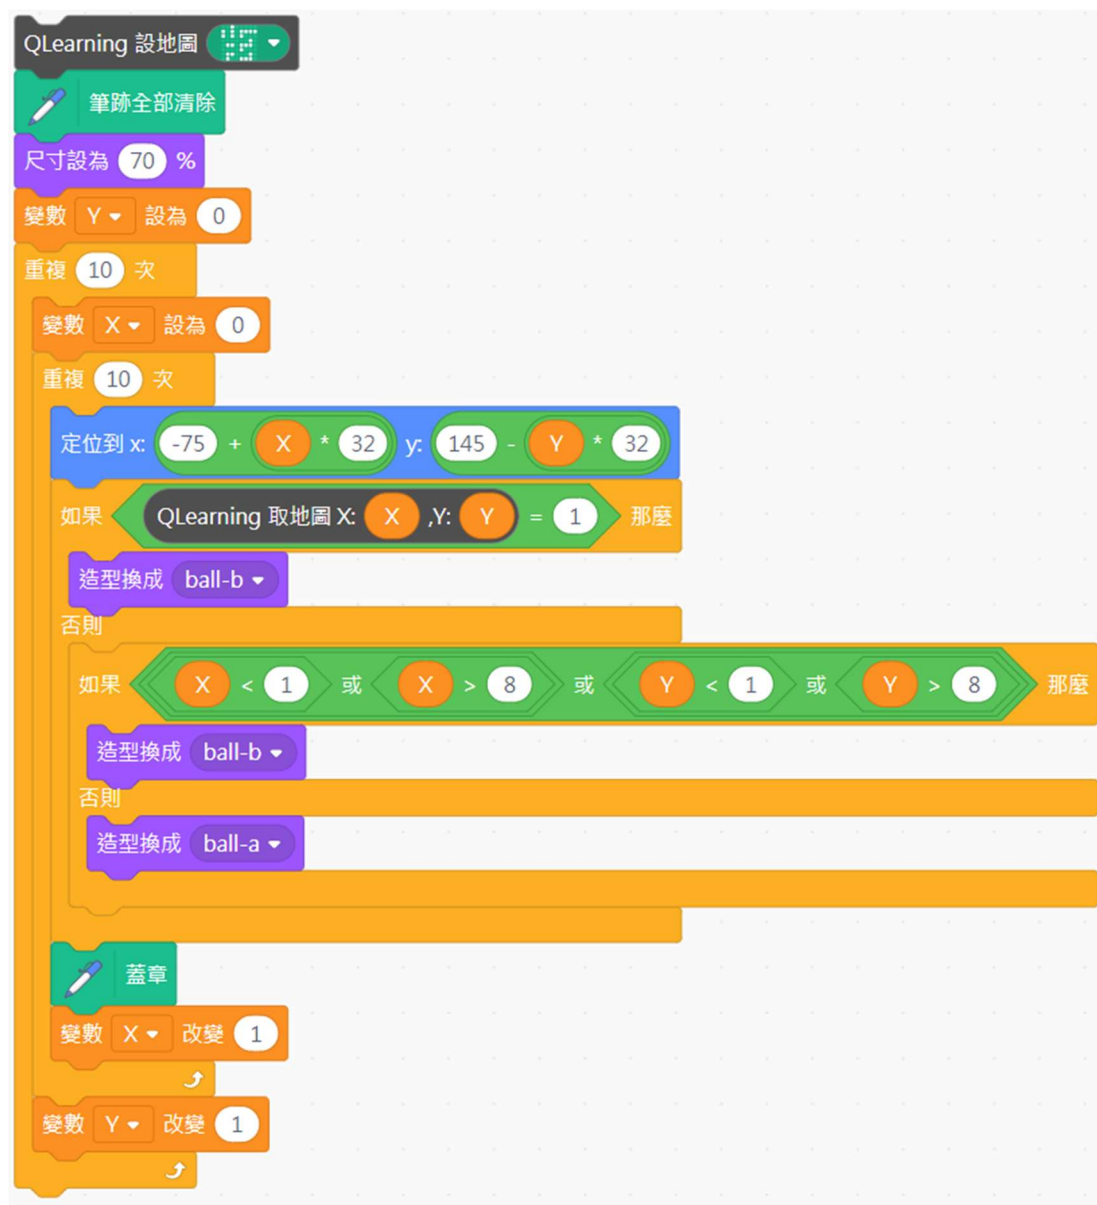 QLearning 設地圖
筆跡全部清除
尺寸設為 70 %
變數 Y 設為 0
重複 10 次
變數 X 設為 0
重複 10 次
定位到 x: -75 + X * 32 y: 145 - Y * 32
如果 QLearning 取地圖 X: X ,Y: Y = 1 那麼
造型換成 ball-b
否則
如果 X < 1 或 X > 8 或 Y < 1 或 Y > 8 那麼
造型換成 ball-b
否則
造型換成 ball-a
蓋章
變數 X 改變 1
變數 Y 改變 1